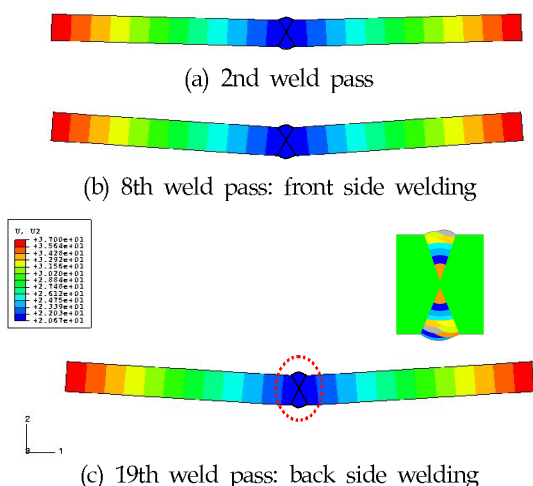 (a) 2nd weld pass
(b) 8th weld pass: front side welding
U, U2
+3.700e+01
+3.564e+01
+3.428e+01
+3.292e+01
+3.156e+01
+3.020e+01
+2.884e+01
+2.748e+01
+2.612e+01
+2.475e+01
+2.339e+01
+2.203e+01
+2.067e+01
2
3
1
(c) 19th weld pass: back side welding